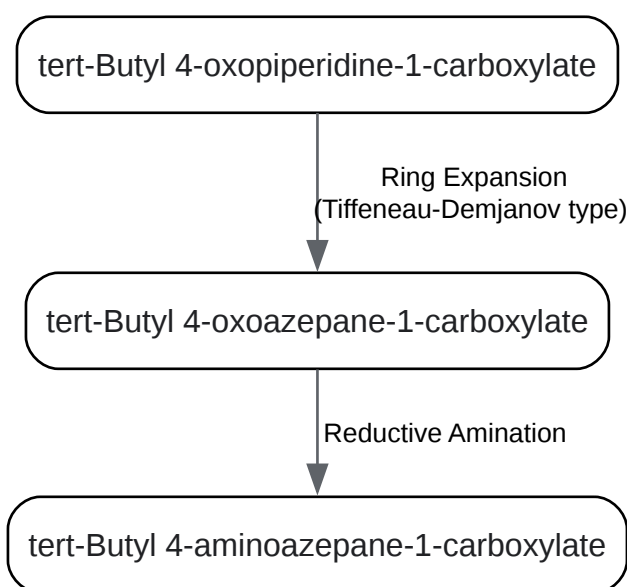 tert-Butyl 4-oxopiperidine-1-carboxylate
Ring Expansion
(Tiffeneau-Demjanov type)
tert-Butyl 4-oxoazepane-1-carboxylate
Reductive Amination
tert-Butyl 4-aminoazepane-1-carboxylate